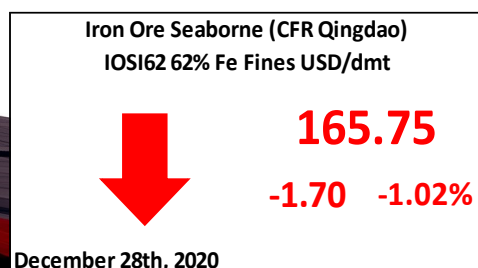 Iron Ore Seaborne (CFR Qingdao)
IOSI62 62% Fe Fines USD/dmt
165.75
-1.70 -1.02%
December 28th, 2020